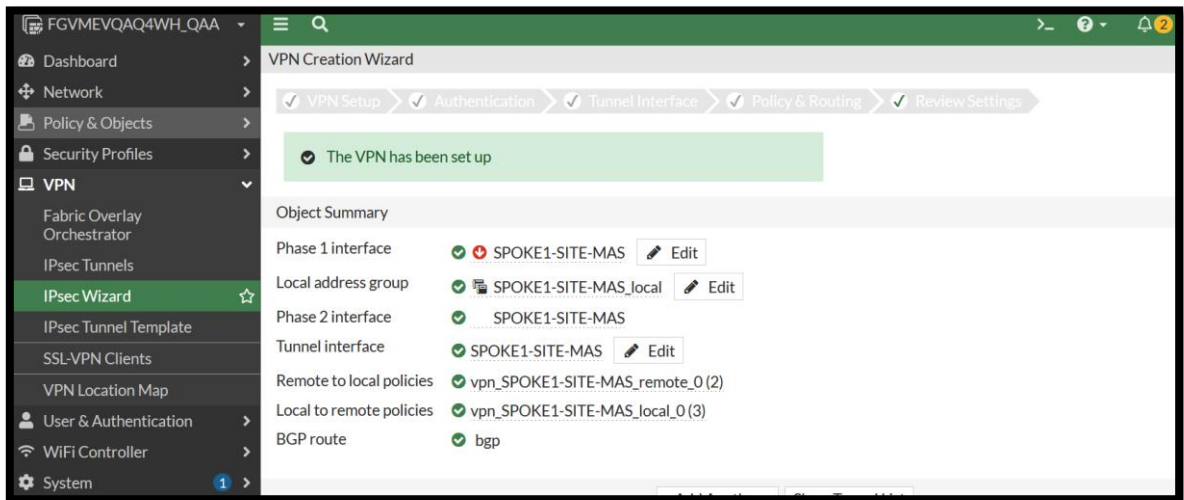 FGVMEVQAQ4WH_QAA
>_ 2
Dashboard
Network
Policy & Objects
Security Profiles
VPN
Fabric Overlay
Orchestrator
IPsec Tunnels
IPsec Wizard
IPsec Tunnel Template
SSL-VPN Clients
VPN Location Map
User & Authentication
WiFi Controller
System 1
VPN Creation Wizard
VPN Setup Authentication Tunnel Interface Policy & Routing Review Settings
The VPN has been set up
Object Summary
Phase 1 interface SPOKE1-SITE-MAS Edit
Local address group SPOKE1-SITE-MAS_local Edit
Phase 2 interface SPOKE1-SITE-MAS
Tunnel interface SPOKE1-SITE-MAS Edit
Remote to local policies vpn_SPOKE1-SITE-MAS_remote_0 (2)
Local to remote policies vpn_SPOKE1-SITE-MAS_local_0 (3)
BGP route bgp